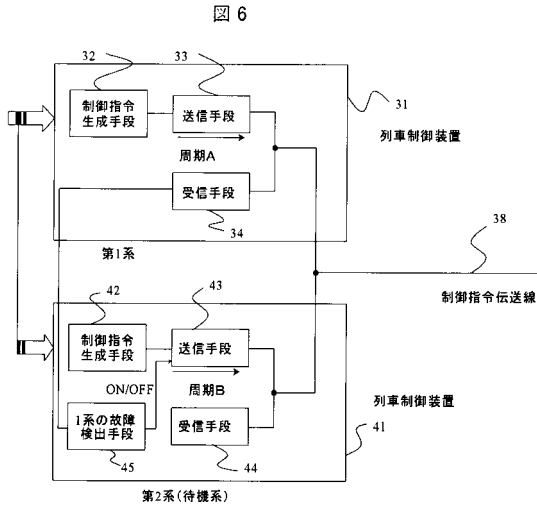 図 6
32
33
制御指令
生成手段
送信手段
31
列車制御装置
周期A
受信手段
34
第1系
38
制御指令伝送線
42
43
制御指令
生成手段
送信手段
ON/OFF
周期B
列車制御装置
1系の故障
検出手段
受信手段
45
44
41
第2系(待機系)